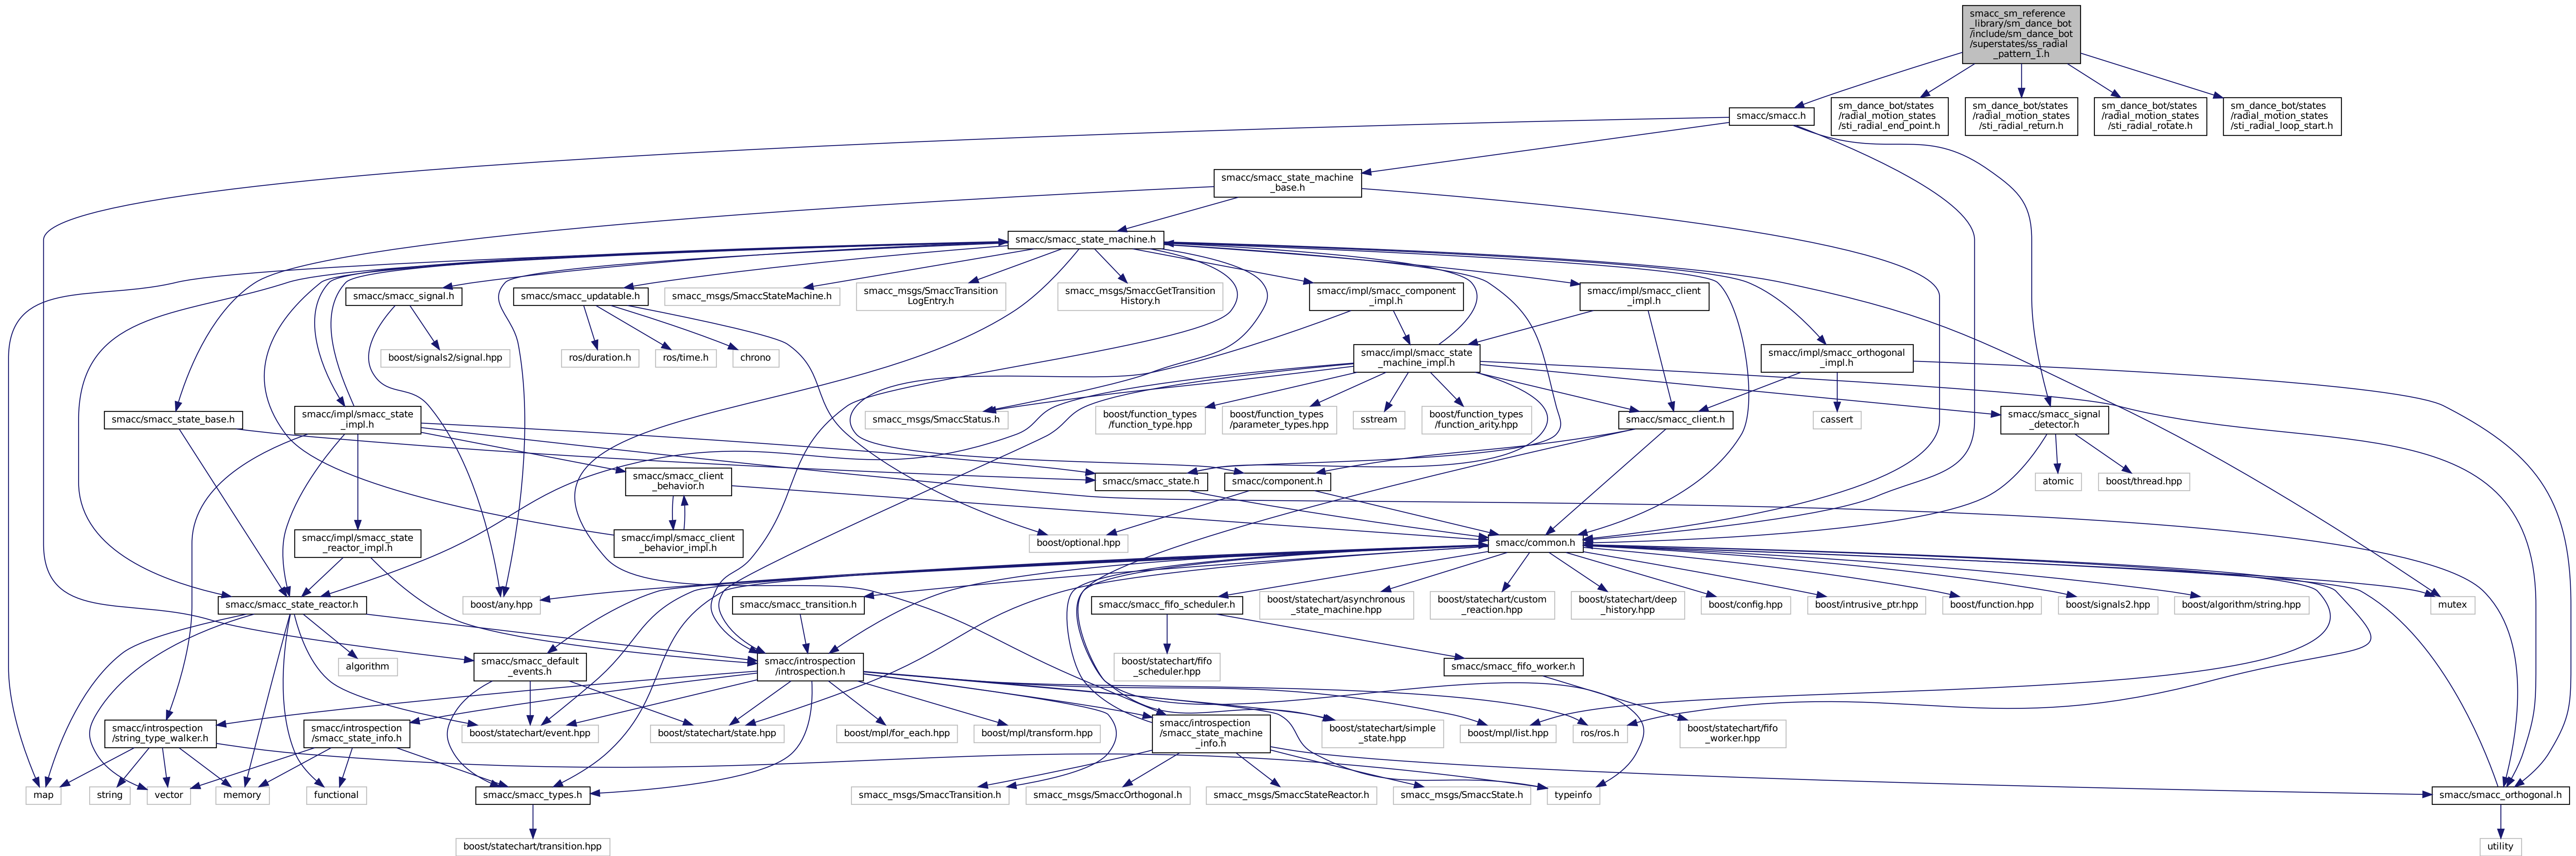 smacc_sm_reference
_library/sm_dance_bot
/include/sm_dance_bot
/superstates/ss_radial
_pattern_1.h
smacc/smacc.h
sm_dance_bot/states
/radial_motion_states
/sti_radial_end_point.h
sm_dance_bot/states
/radial_motion_states
/sti_radial_return.h
sm_dance_bot/states
/radial_motion_states
/sti_radial_rotate.h
sm_dance_bot/states
/radial_motion_states
/sti_radial_loop_start.h
smacc/smacc_state_machine
_base.h
smacc/smacc_state_machine.h
smacc/smacc_signal.h
smacc/smacc_updatable.h
smacc_msgs/SmaccStateMachine.h
smacc_msgs/SmaccTransition
LogEntry.h
smacc_msgs/SmaccGetTransition
History.h
smacc/impl/smacc_component
_impl.h
smacc/impl/smacc_client
_impl.h
boost/signals2/signal.hpp
ros/duration.h
ros/time.h
chrono
smacc/impl/smacc_state
_machine_impl.h
smacc/impl/smacc_orthogonal
_impl.h
smacc/smacc_state_base.h
smacc/impl/smacc_state
_impl.h
smacc_msgs/SmaccStatus.h
boost/function_types
/function_type.hpp
boost/function_types
/parameter_types.hpp
sstream
boost/function_types
/function_arity.hpp
smacc/smacc_client.h
cassert
smacc/smacc_signal
_detector.h
smacc/smacc_client
_behavior.h
smacc/smacc_state.h
smacc/component.h
atomic
boost/thread.hpp
smacc/impl/smacc_state
_reactor_impl.h
smacc/impl/smacc_client
_behavior_impl.h
boost/optional.hpp
smacc/common.h
smacc/smacc_state_reactor.h
boost/any.hpp
smacc/smacc_transition.h
smacc/smacc_fifo_scheduler.h
boost/statechart/asynchronous
_state_machine.hpp
boost/statechart/custom
_reaction.hpp
boost/statechart/deep
_history.hpp
boost/config.hpp
boost/intrusive_ptr.hpp
boost/function.hpp
boost/signals2.hpp
boost/algorithm/string.hpp
mutex
algorithm
smacc/smacc_default
_events.h
smacc/introspection
/introspection.h
boost/statechart/fifo
_scheduler.hpp
smacc/smacc_fifo_worker.h
smacc/introspection
/string_type_walker.h
smacc/introspection
/smacc_state_info.h
boost/statechart/event.hpp
boost/statechart/state.hpp
boost/mpl/for_each.hpp
boost/mpl/transform.hpp
smacc/introspection
/smacc_state_machine
_info.h
boost/statechart/simple
_state.hpp
boost/mpl/list.hpp
ros/ros.h
boost/statechart/fifo
_worker.hpp
map
string
vector
memory
functional
smacc/smacc_types.h
smacc_msgs/SmaccTransition.h
smacc_msgs/SmaccOrthogonal.h
smacc_msgs/SmaccStateReactor.h
smacc_msgs/SmaccState.h
typeinfo
smacc/smacc_orthogonal.h
boost/statechart/transition.hpp
utility